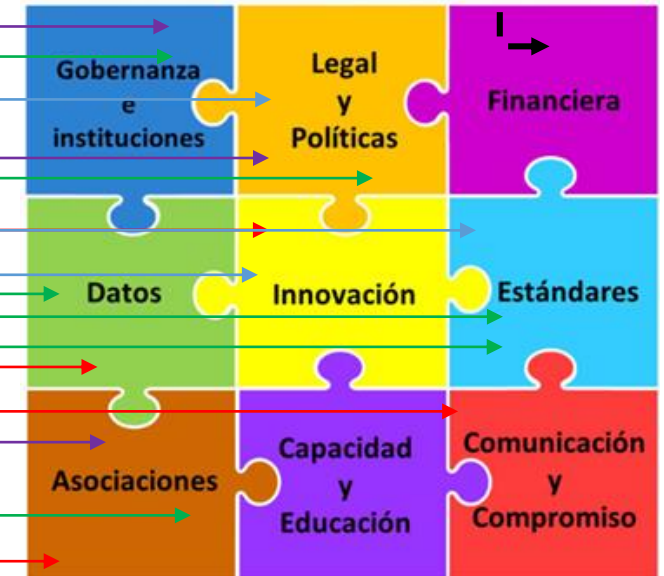 Gobernanza
e
instituciones
Legal
y
Políticas
I
Financiera
Datos
Innovación
Estándares
Asociaciones
Capacidad
y
Educación
Comunicación
y
Compromiso